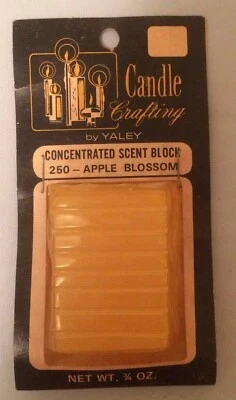 Candle
Crafting
by YALEY
CONCENTRATED SCENT BLOCK
250 — APPLE BLOSSOM
NET WT. ¾ OZ.